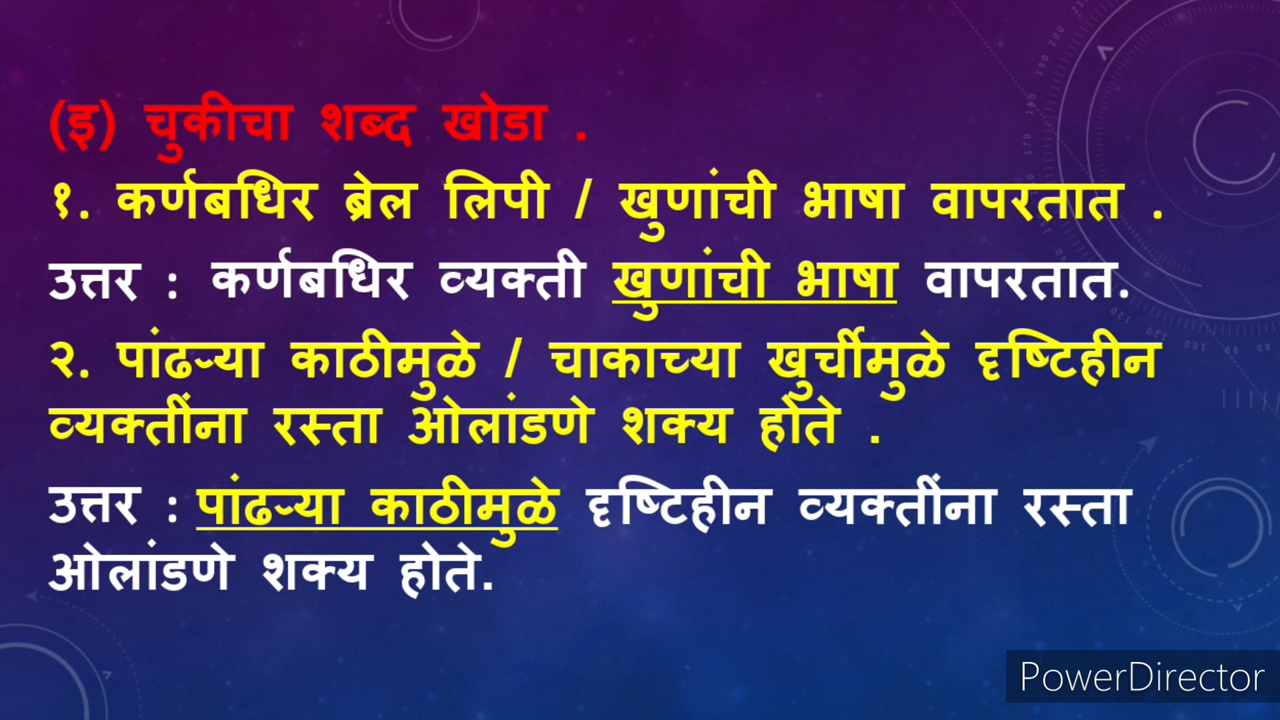 (इ) चुकीचा शब्द खोडा .
१. कर्णबधिर ब्रेल लिपी / खुणांची भाषा वापरतात .
उत्तर : कर्णबधिर व्यक्ती खुणांची भाषा वापरतात.
२. पांढऱ्या काठीमुळे / चाकाच्या खुर्चीमुळे दृष्टिहीन
व्यक्तींना रस्ता ओलांडणे शक्य होते .
उत्तर : पांढऱ्या काठीमुळे दृष्टिहीन व्यक्तींना रस्ता
ओलांडणे शक्य होते.
PowerDirector